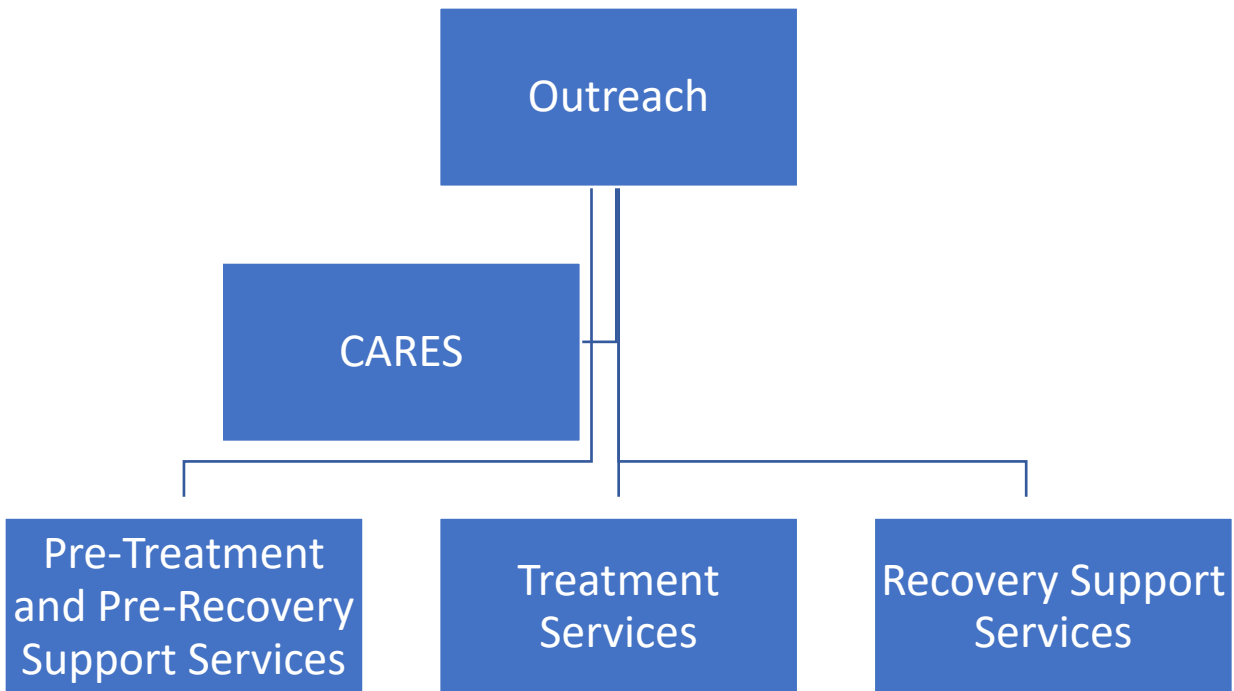 Outreach
CARES
Pre-Treatment
and Pre-Recovery
Support Services
Treatment
Services
Recovery Support
Services